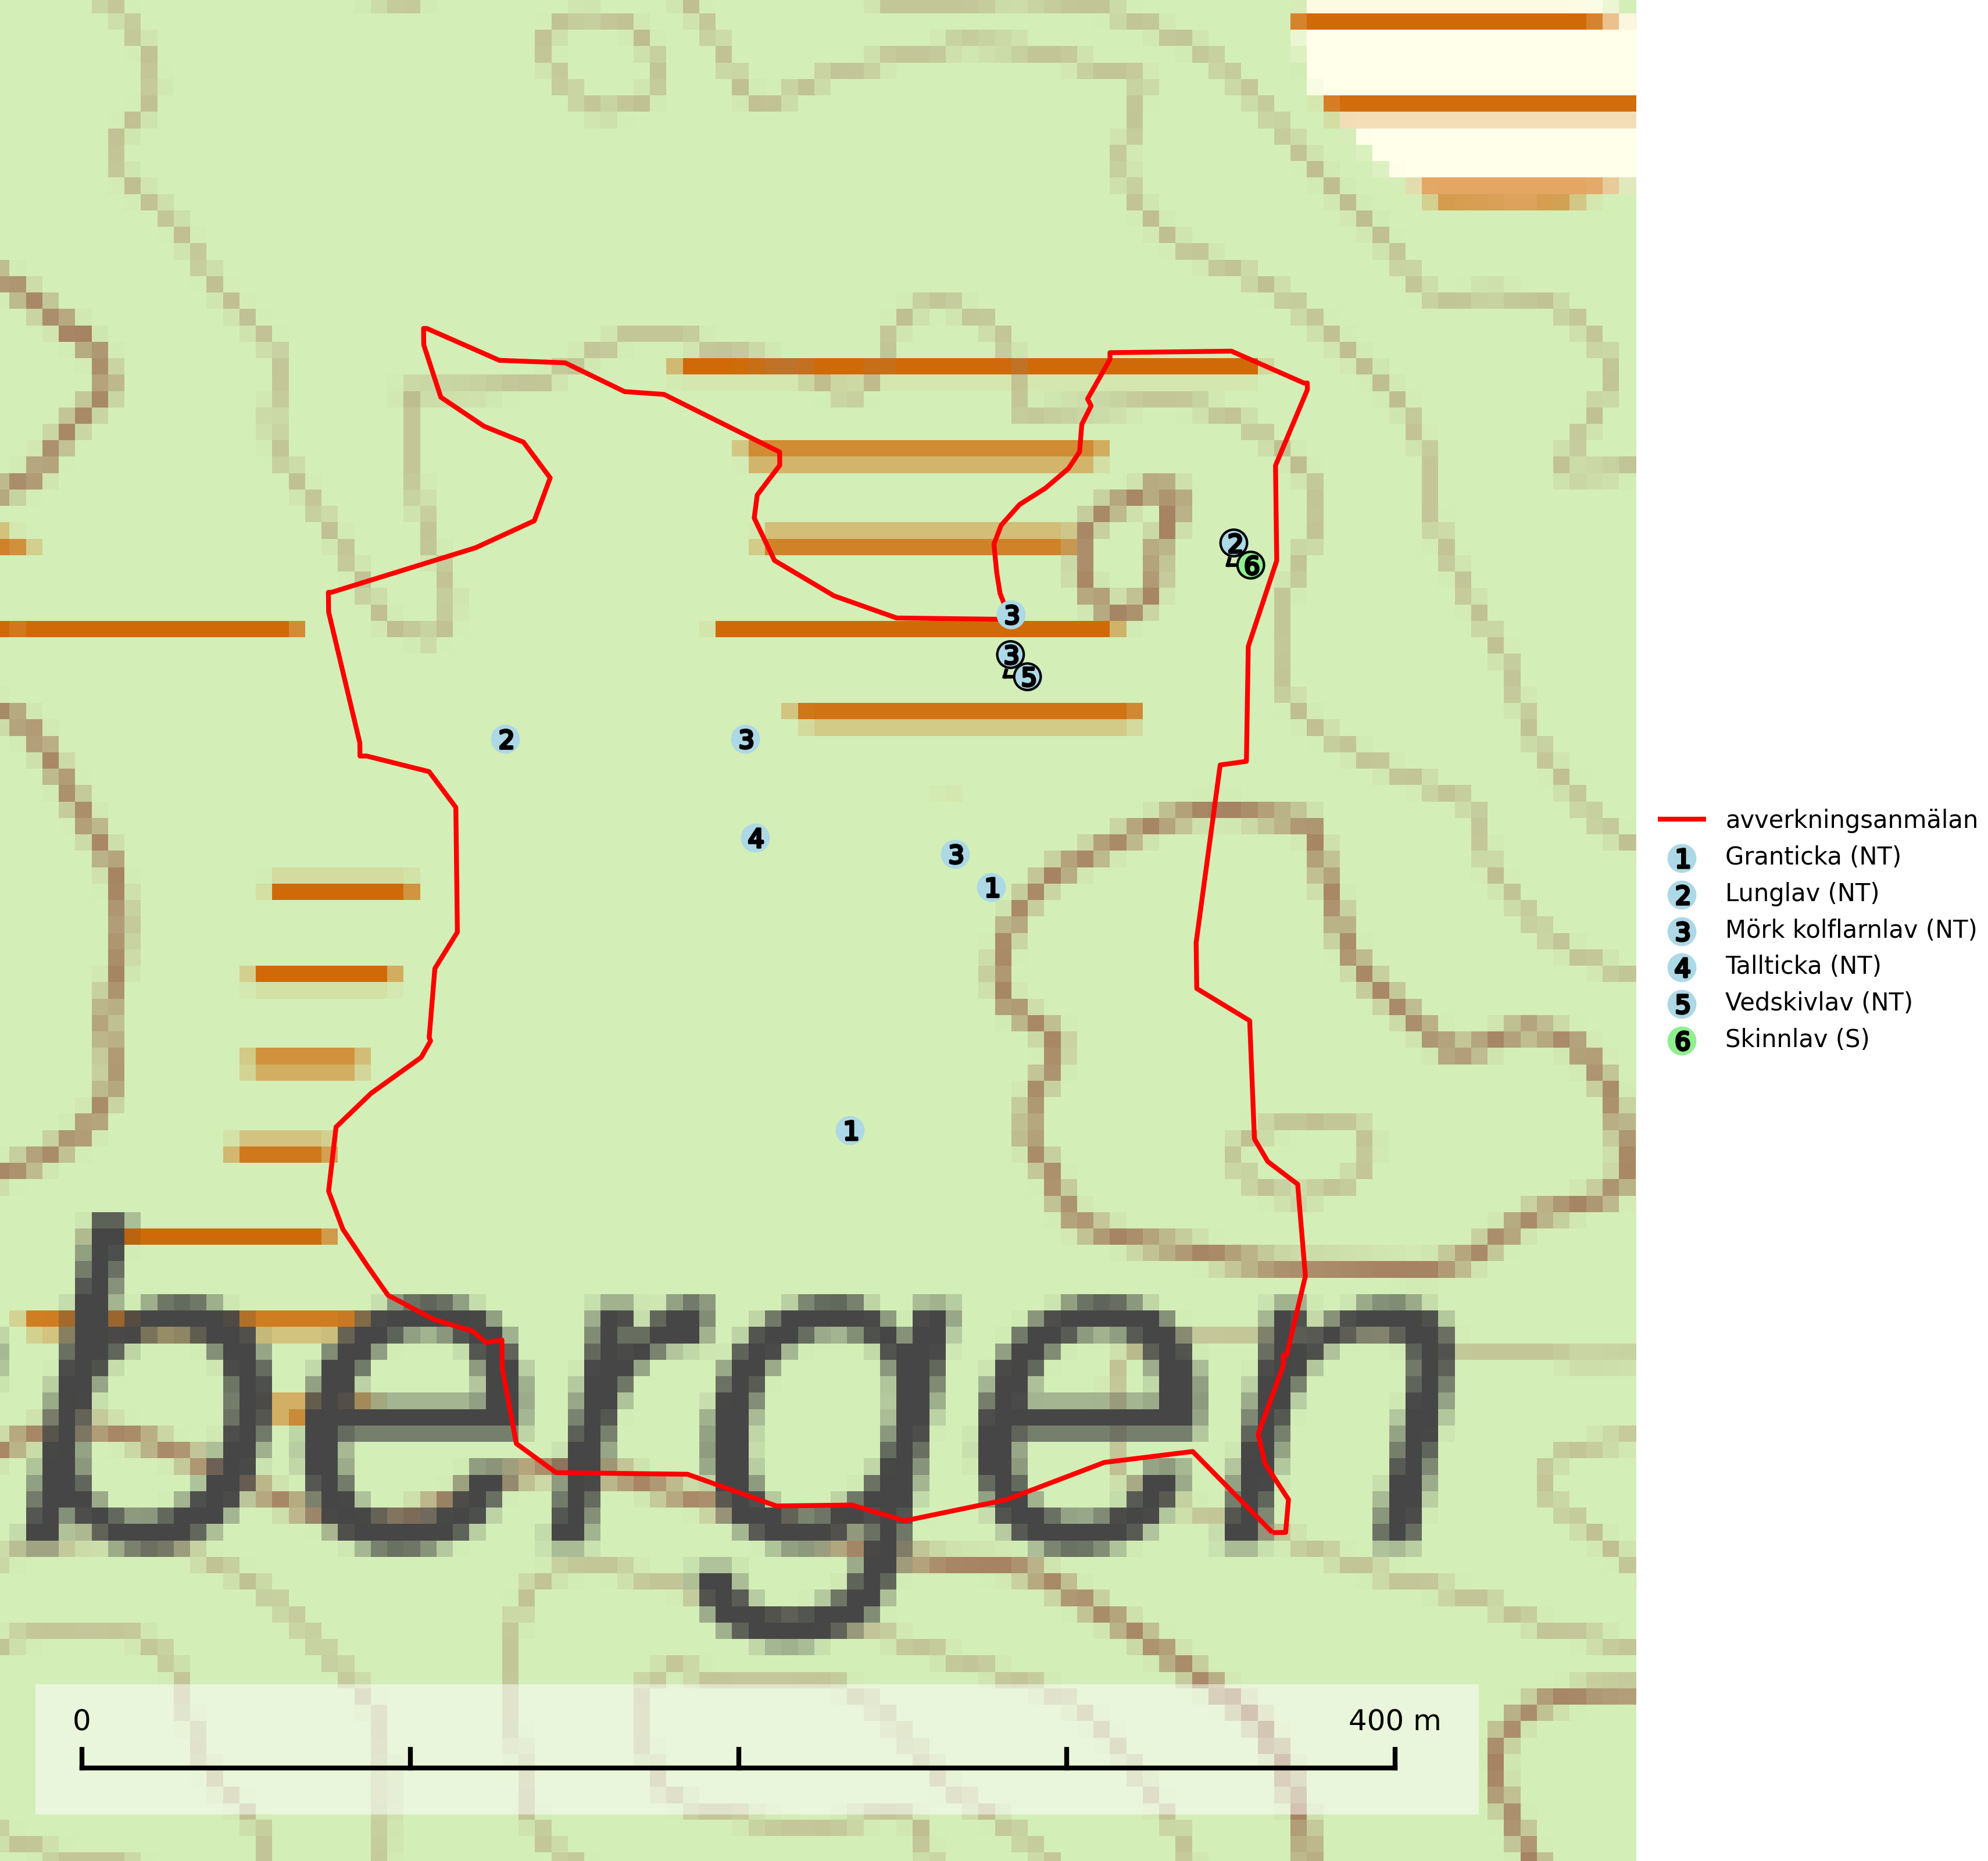 2
6
3
3
5
2
3
4
3
1
1
bergen
0
400 m
avverkningsanmälan
1 Granticka (NT)
2 Lunglav (NT)
3 Mörk kolflarnlav (NT)
4 Tallticka (NT)
5 Vedskivlav (NT)
6 Skinnlav (S)